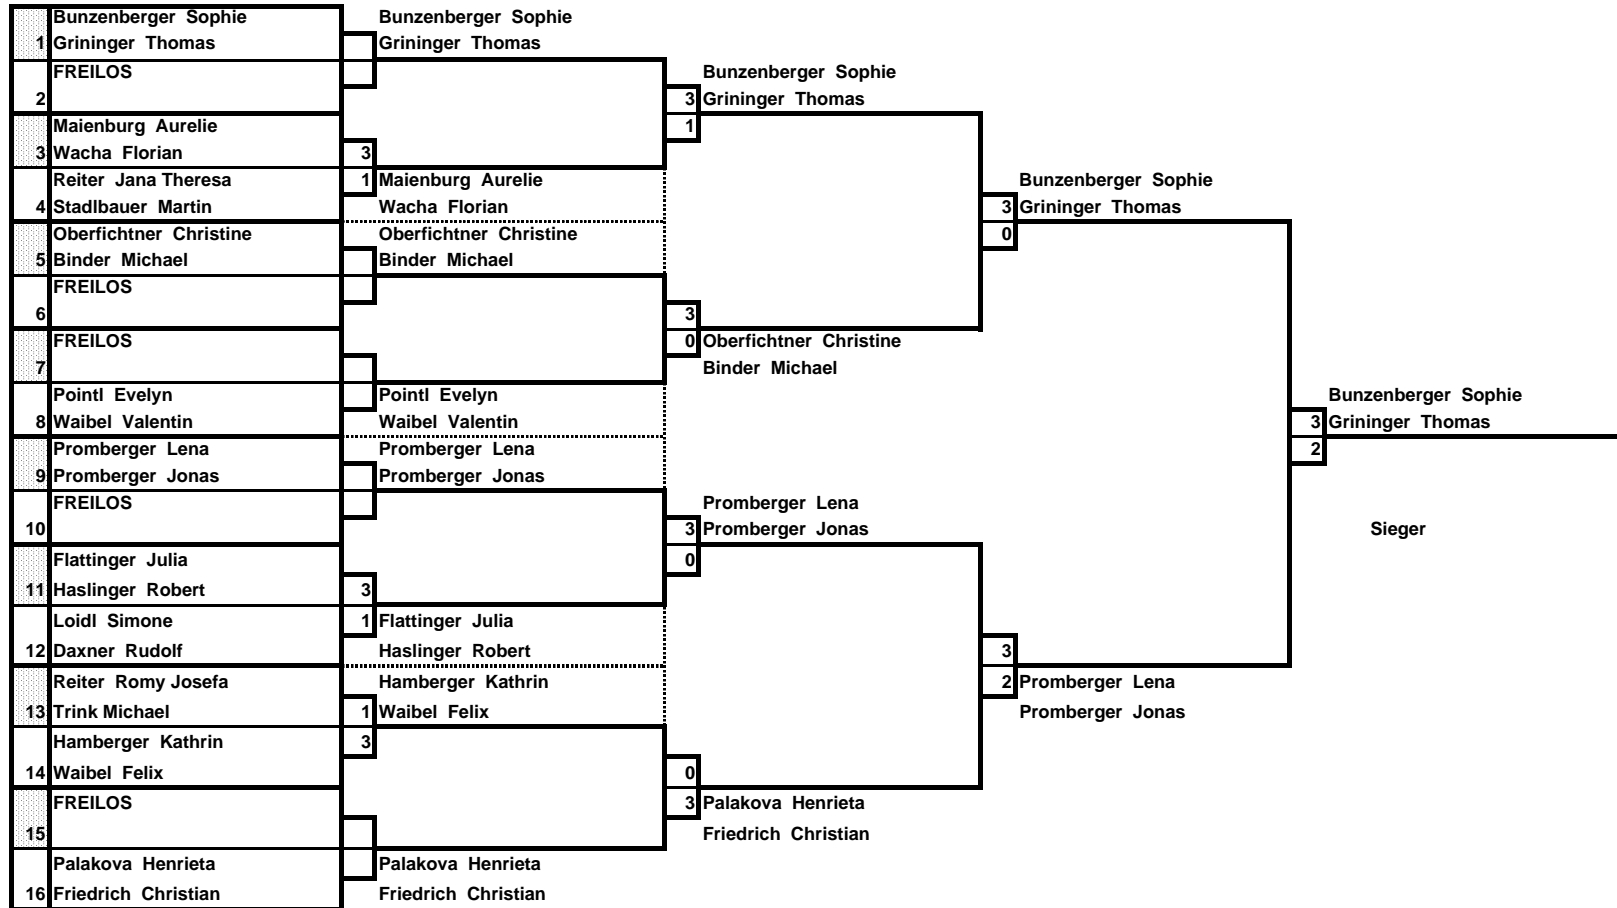 Bunzenberger Sophie Bunzenberger Sophie
1 Grininger Thomas Grininger Thomas
FREILOS Bunzenberger Sophie
2 3 Grininger Thomas
Maienburg Aurelie 1
3 Wacha Florian 3
Reiter Jana Theresa 1 Maienburg Aurelie Bunzenberger Sophie
4 Stadlbauer Martin Wacha Florian 3 Grininger Thomas
Oberfichtner Christine Oberfichtner Christine 0
5 Binder Michael Binder Michael
FREILOS
6 3
FREILOS 0 Oberfichtner Christine
7 Binder Michael
Pointl Evelyn Pointl Evelyn Bunzenberger Sophie
8 Waibel Valentin Waibel Valentin 3 Grininger Thomas
Promberger Lena Promberger Lena 2
9 Promberger Jonas Promberger Jonas
FREILOS Promberger Lena
10 3 Promberger Jonas Sieger
Flattinger Julia 0
11 Haslinger Robert 3
Loidl Simone 1 Flattinger Julia
12 Daxner Rudolf Haslinger Robert 3
Reiter Romy Josefa Hamberger Kathrin 2 Promberger Lena
13 Trink Michael 1 Waibel Felix Promberger Jonas
Hamberger Kathrin 3
14 Waibel Felix 0
FREILOS 3 Palakova Henrieta
15 Friedrich Christian
Palakova Henrieta Palakova Henrieta
16 Friedrich Christian Friedrich Christian